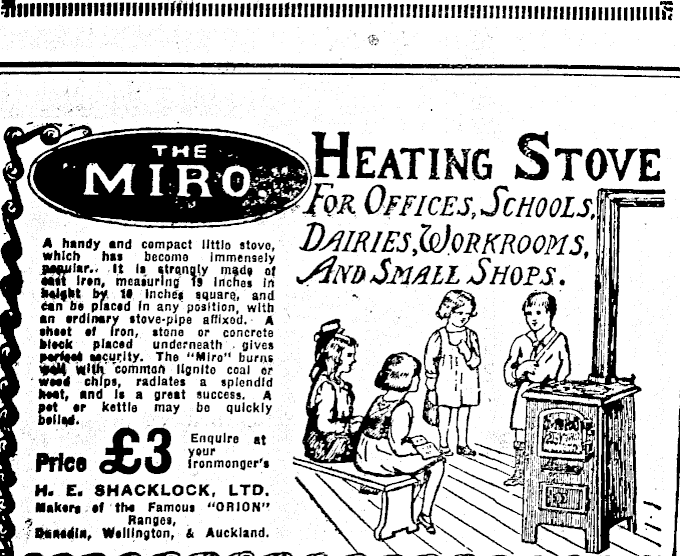 THE
MIRO.
HEATING STOVE
FOR OFFICES, SCHOOLS,
DAIRIES, WORKROOMS,
AND SMALL SHOPS.
A handy and compact little stove,
which has become immensely
popular. It is strongly made of
cast iron, measuring 19 inches in
height by 16 inches square, and
can be placed in any position, with
an ordinary stove-pipe affixed. A
sheet of iron, stone or concrete
block placed underneath gives
perfect security. The "Miro" burns
well with common lignite coal or
wood chips, radiates a splendid
heat, and is a great success. A
pot or kettle may be quickly
boiled.
Price £3
Enquire at
your
Ironmonger's
H. E. SHACKLOCK, LTD.
Makers of the Famous "ORION"
Ranges,
Dunedin, Wellington, & Auckland.